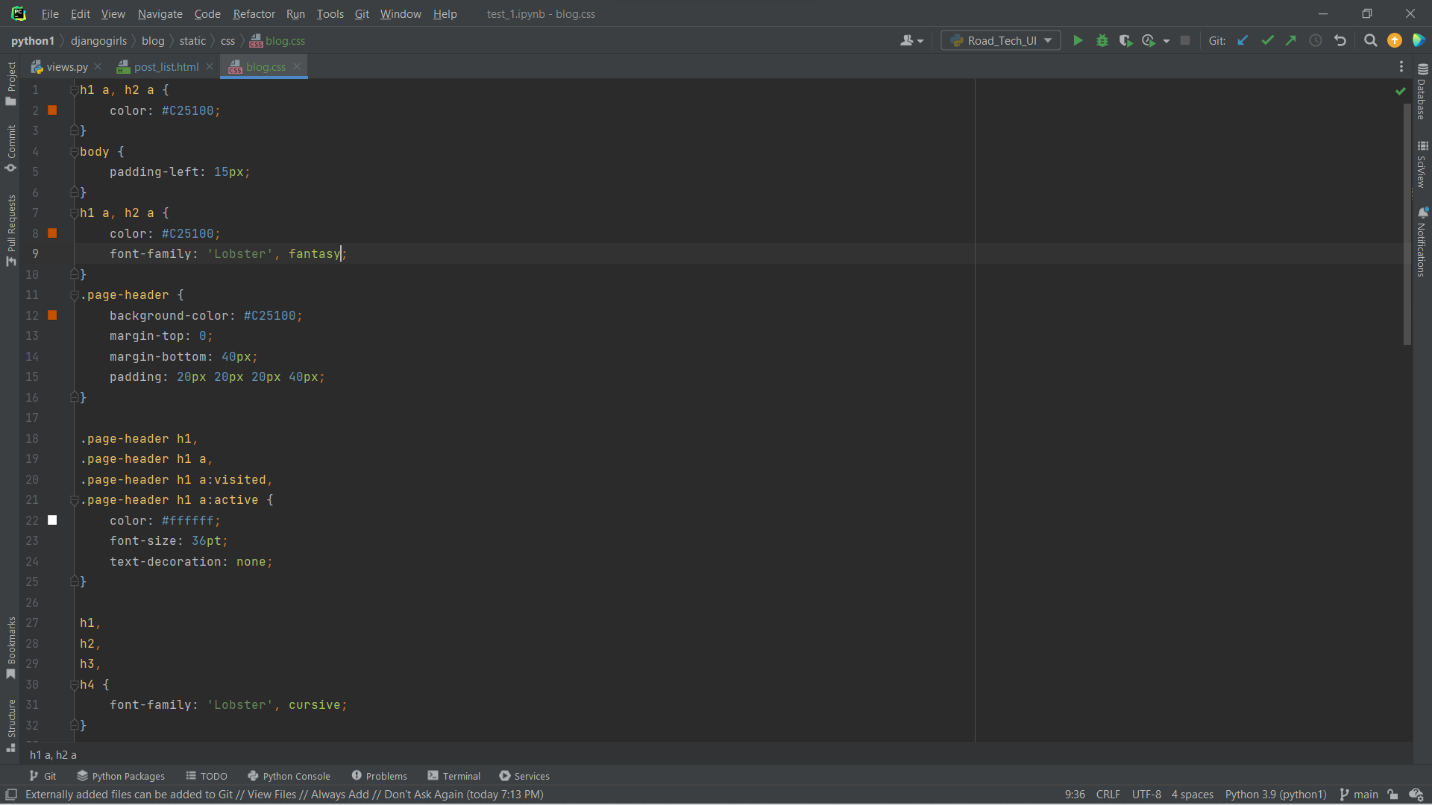 File Edit View Navigate Code Refactor Run Tools Git Window Help test_1.ipynb - blog.css
python1 djangogirls blog static css blog.css Road_Tech_UI Git:
views.py post_list.html blog.css
Project
Commit
Pull Requests
Bookmarks
Structure
1 h1 a, h2 a {
2 color: #C25100;
3 }
4 body {
5 padding-left: 15px;
6 }
7 h1 a, h2 a {
8 color: #C25100;
9 font-family: 'Lobster', fantasy;
10 }
11 .page-header {
12 background-color: #C25100;
13 margin-top: 0;
14 margin-bottom: 40px;
15 padding: 20px 20px 20px 40px;
16 }
17
18 .page-header h1,
19 .page-header h1 a,
20 .page-header h1 a:visited,
21 .page-header h1 a:active {
22 color: #ffffff;
23 font-size: 36pt;
24 text-decoration: none;
25 }
26
27 h1,
28 h2,
29 h3,
30 h4 {
31 font-family: 'Lobster', cursive;
32 }
Database
SciView
Notifications
h1 a, h2 a
Git Python Packages TODO Python Console Problems Terminal Services
Externally added files can be added to Git // View Files // Always Add // Don't Ask Again (today 7:13 PM) 9:36 CRLF UTF-8 4 spaces Python 3.9 (python1) main